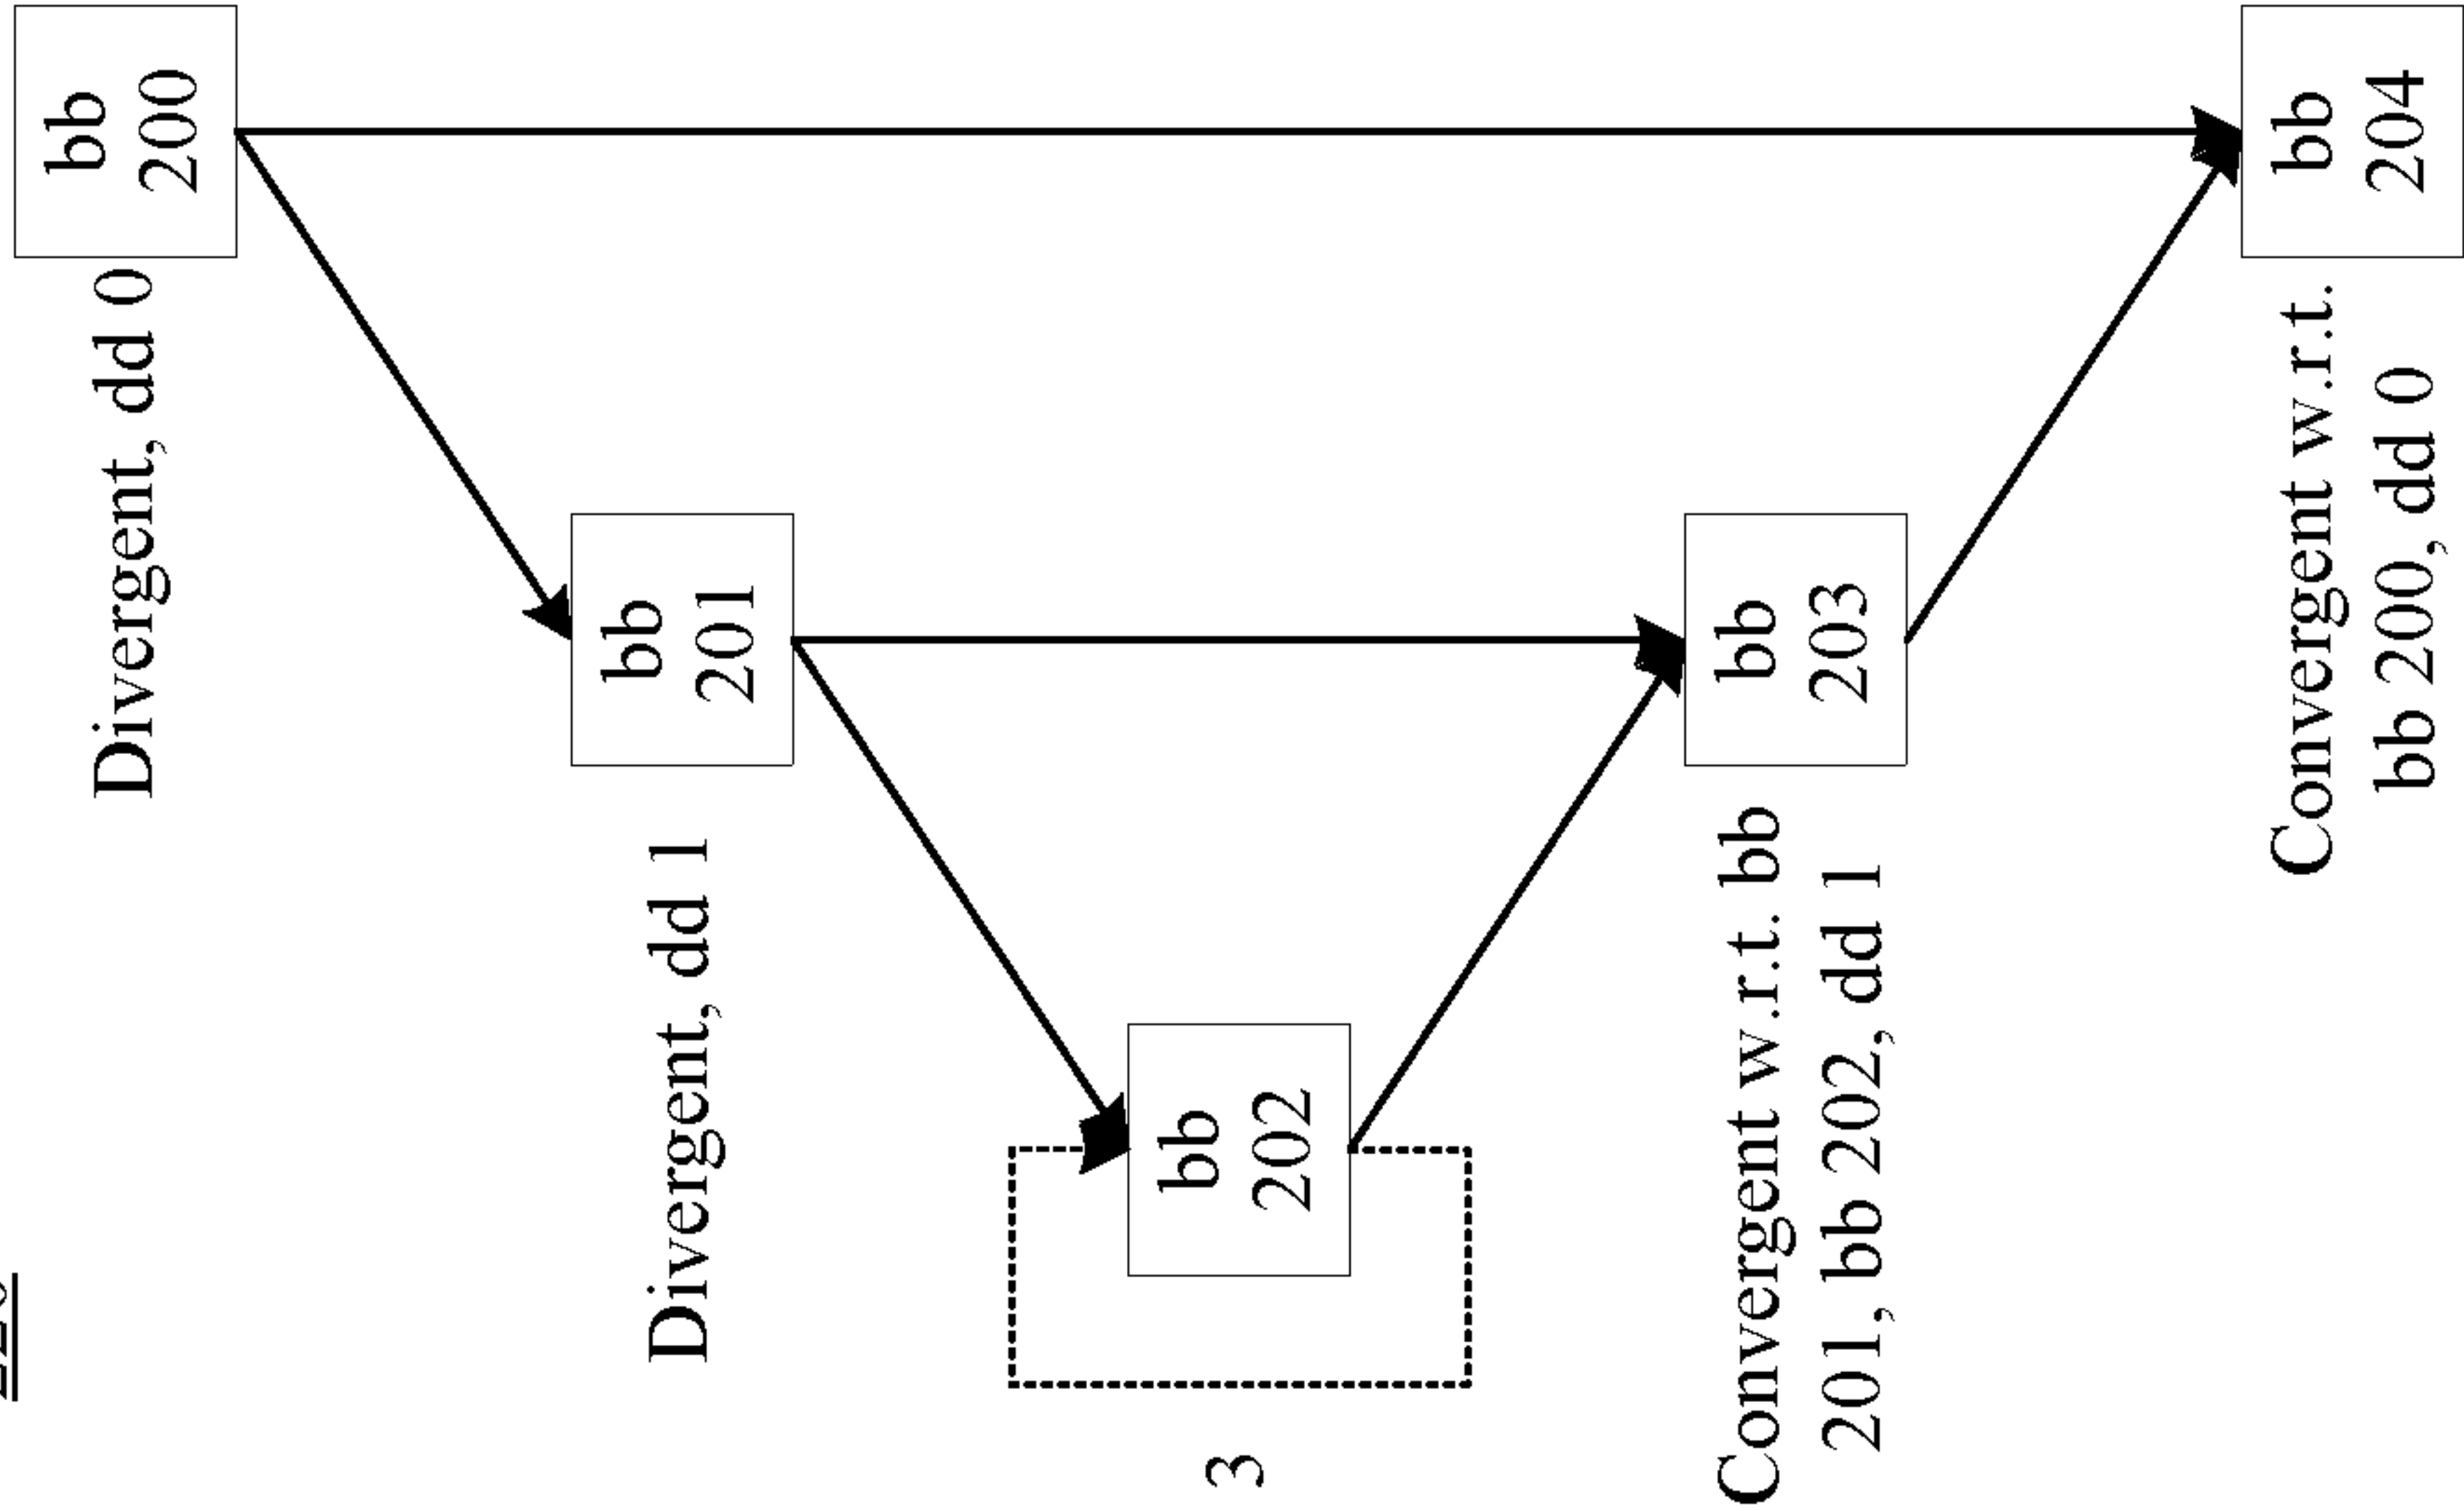 Divergent, dd 0
bb
200
Divergent, dd 1
bb
201
3
bb
202
Convergent w.r.t. bb
201, bb 202, dd 1
bb
203
Convergent w.r.t.
bb 200, dd 0
bb
204